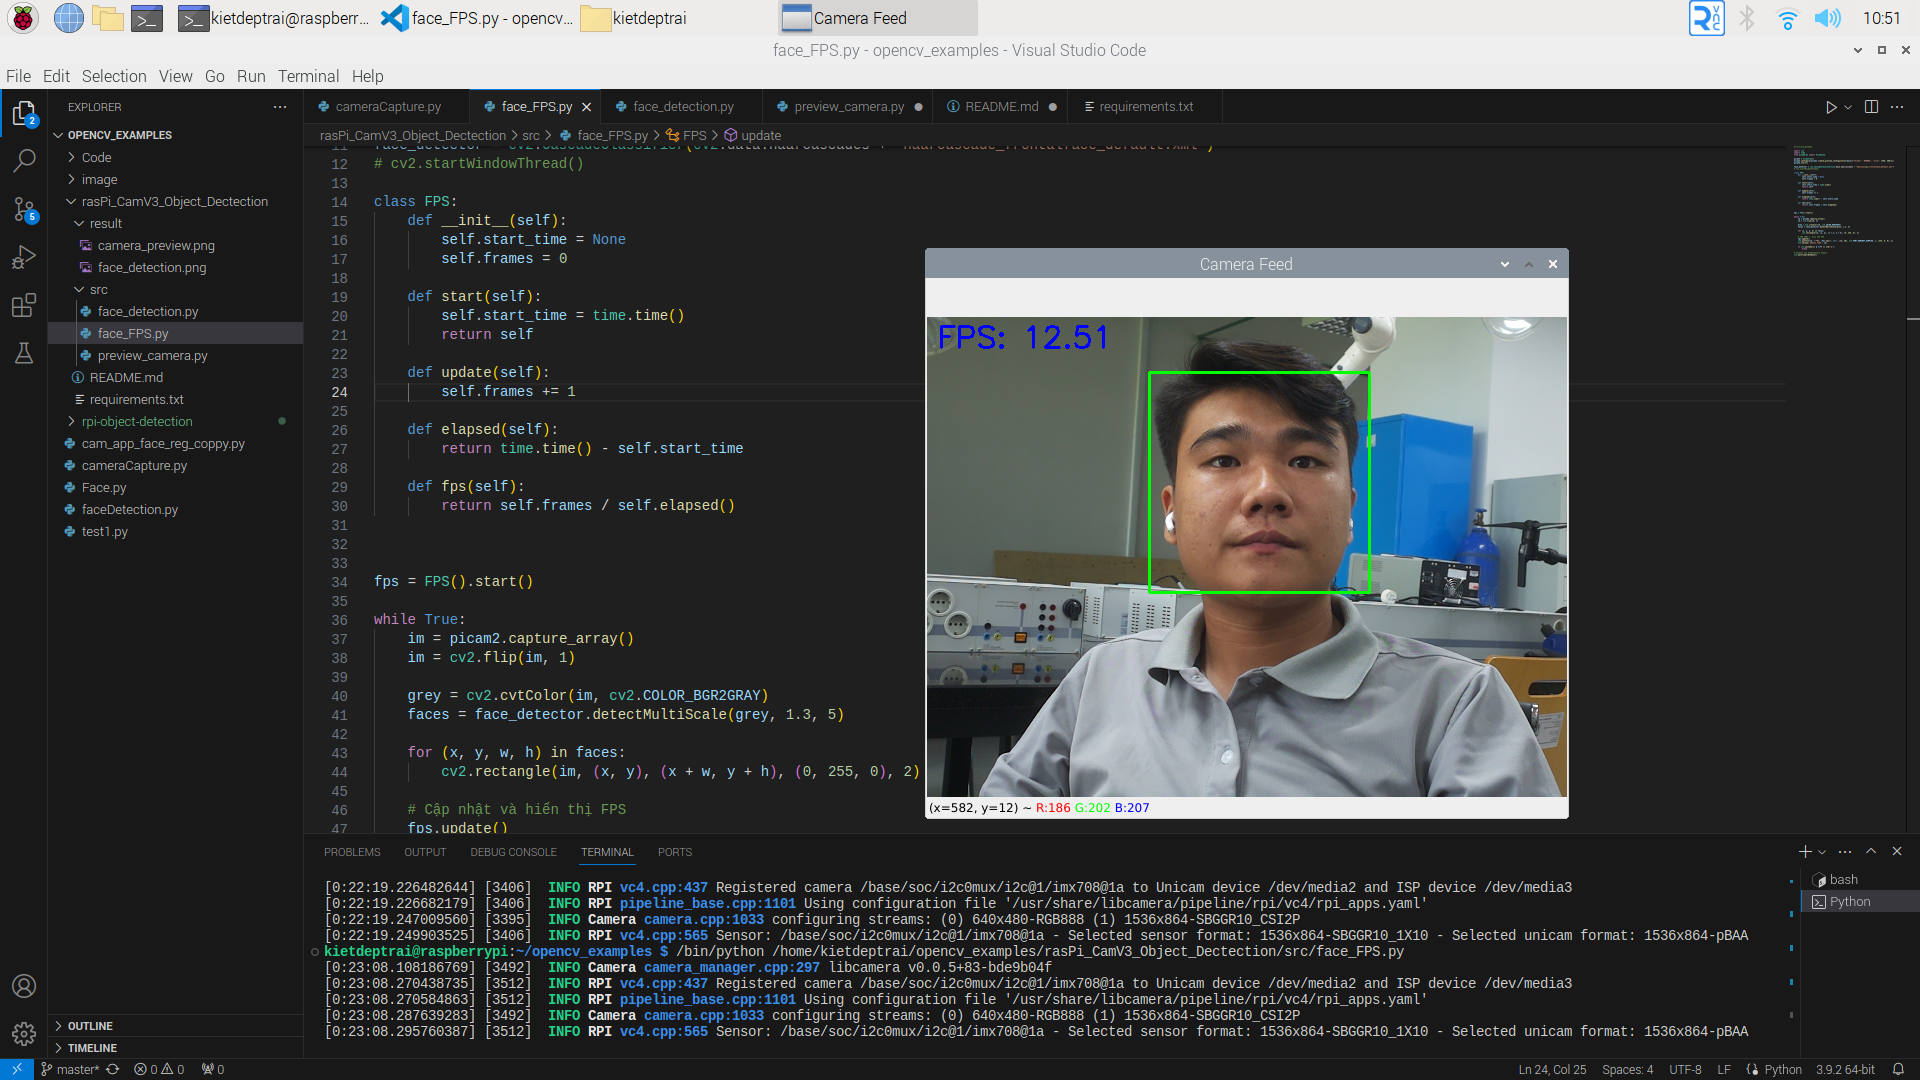 kietdeptrai@raspberr...
face_FPS.py - opencv...
kietdeptrai
Camera Feed
10:51
face_FPS.py - opencv_examples - Visual Studio Code
File Edit Selection View Go Run Terminal Help
EXPLORER
cameraCapture.py
face_FPS.py
face_detection.py
preview_camera.py
README.md
requirements.txt
OPENCV_EXAMPLES
Code
image
rasPi_CamV3_Object_Dectection
result
camera_preview.png
face_detection.png
src
face_detection.py
face_FPS.py
preview_camera.py
README.md
requirements.txt
rpi-object-detection
cam_app_face_reg_coppy.py
cameraCapture.py
Face.py
faceDetection.py
test1.py
OUTLINE
TIMELINE
rasPi_CamV3_Object_Dectection > src > face_FPS.py > FPS > update
11 face_detector = cv2.CascadeClassifier(cv2.data.haarcascades + "haarcascade_frontalface_default.xml")
12 # cv2.startWindowThread()
13
14 class FPS:
15 def __init__(self):
16 self.start_time = None
17 self.frames = 0
18
19 def start(self):
20 self.start_time = time.time()
21 return self
22
23 def update(self):
24 self.frames += 1
25
26 def elapsed(self):
27 return time.time() - self.start_time
28
29 def fps(self):
30 return self.frames / self.elapsed()
31
32
33
34 fps = FPS().start()
35
36 while True:
37 im = picam2.capture_array()
38 im = cv2.flip(im, 1)
39
40 grey = cv2.cvtColor(im, cv2.COLOR_BGR2GRAY)
41 faces = face_detector.detectMultiScale(grey, 1.3, 5)
42
43 for (x, y, w, h) in faces:
44 cv2.rectangle(im, (x, y), (x + w, y + h), (0, 255, 0), 2)
45
46 # Cập nhật và hiển thị FPS
47 fps.update()
Camera Feed
FPS: 12.51
(x=582, y=12) ~ R:186 G:202 B:207
PROBLEMS OUTPUT DEBUG CONSOLE TERMINAL PORTS
[0:22:19.226482644] [3406] INFO RPI vc4.cpp:437 Registered camera /base/soc/i2c0mux/i2c@1/imx708@1a to Unicam device /dev/media2 and ISP device /dev/media3
[0:22:19.226682179] [3406] INFO RPI pipeline_base.cpp:1101 Using configuration file '/usr/share/libcamera/pipeline/rpi/vc4/rpi_apps.yaml'
[0:22:19.247009560] [3395] INFO Camera camera.cpp:1033 configuring streams: (0) 640x480-RGB888 (1) 1536x864-SBGGR10_CSI2P
[0:22:19.249903525] [3406] INFO RPI vc4.cpp:565 Sensor: /base/soc/i2c0mux/i2c@1/imx708@1a - Selected sensor format: 1536x864-SBGGR10_1X10 - Selected unicam format: 1536x864-pBAA
kietdeptrai@raspberrypi:~/opencv_examples $ /bin/python /home/kietdeptrai/opencv_examples/rasPi_CamV3_Object_Dectection/src/face_FPS.py
[0:23:08.108186769] [3492] INFO Camera camera_manager.cpp:297 libcamera v0.0.5+83-bde9b04f
[0:23:08.270438735] [3512] INFO RPI vc4.cpp:437 Registered camera /base/soc/i2c0mux/i2c@1/imx708@1a to Unicam device /dev/media2 and ISP device /dev/media3
[0:23:08.270584863] [3512] INFO RPI pipeline_base.cpp:1101 Using configuration file '/usr/share/libcamera/pipeline/rpi/vc4/rpi_apps.yaml'
[0:23:08.287639283] [3492] INFO Camera camera.cpp:1033 configuring streams: (0) 640x480-RGB888 (1) 1536x864-SBGGR10_CSI2P
[0:23:08.295760387] [3512] INFO RPI vc4.cpp:565 Sensor: /base/soc/i2c0mux/i2c@1/imx708@1a - Selected sensor format: 1536x864-SBGGR10_1X10 - Selected unicam format: 1536x864-pBAA
bash
Python
2
5
master* 0 0 0
Ln 24, Col 25 Spaces: 4 UTF-8 LF Python 3.9.2 64-bit